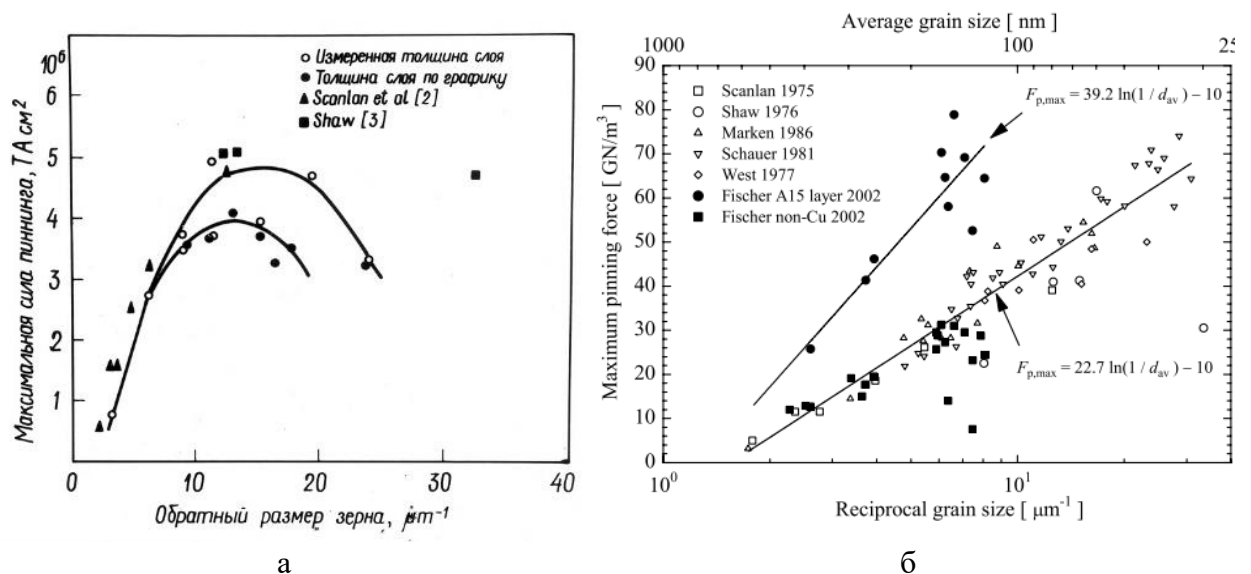 Максимальная сила пиннинга, ТА см²
10⁶
5
4
3
2
1
0
10
20
30
40
Обратный размер зерна, μm⁻¹
Измеренная толщина слоя
Толщина слоя по графику
Scanlan et al [2]
Shaw [3]
а
Average grain size [ nm ]
1000
100
25
Maximum pinning force [ GN/m³ ]
90
80
70
60
50
40
30
20
10
0
Scanlan 1975
Shaw 1976
Marken 1986
Schauer 1981
West 1977
Fischer A15 layer 2002
Fischer non-Cu 2002
F_p,max = 39.2 ln(1 / d_av) – 10
F_p,max = 22.7 ln(1 / d_av) – 10
10⁰
10¹
Reciprocal grain size [ μm⁻¹ ]
б